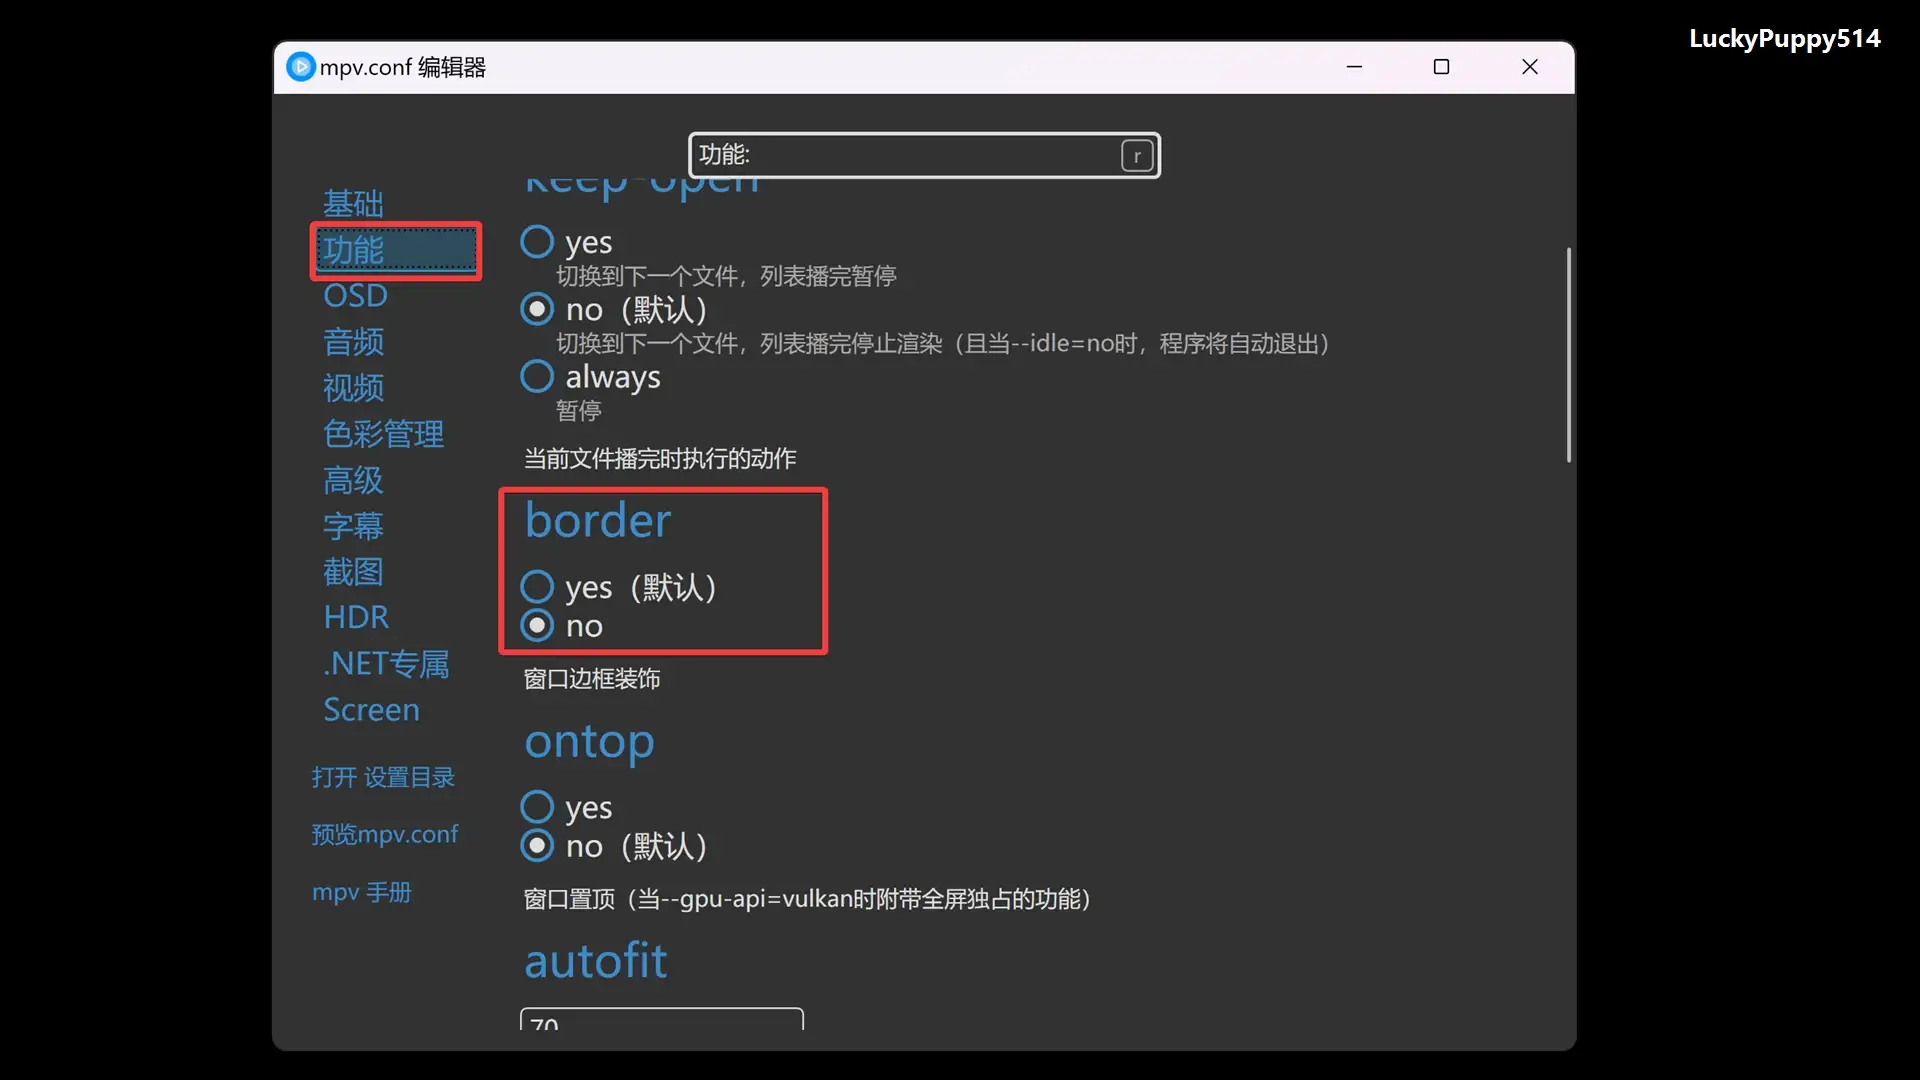 LuckyPuppy514
mpv.conf 编辑器
功能:
r
基础
功能
OSD
音频
视频
色彩管理
高级
字幕
截图
HDR
.NET专属
Screen
打开 设置目录
预览mpv.conf
mpv 手册
keep-open
yes
切换到下一个文件，列表播完暂停
no（默认）
切换到下一个文件，列表播完停止渲染（且当--idle=no时，程序将自动退出）
always
暂停
当前文件播完时执行的动作
border
yes（默认）
no
窗口边框装饰
ontop
yes
no（默认）
窗口置顶（当--gpu-api=vulkan时附带全屏独占的功能）
autofit
70